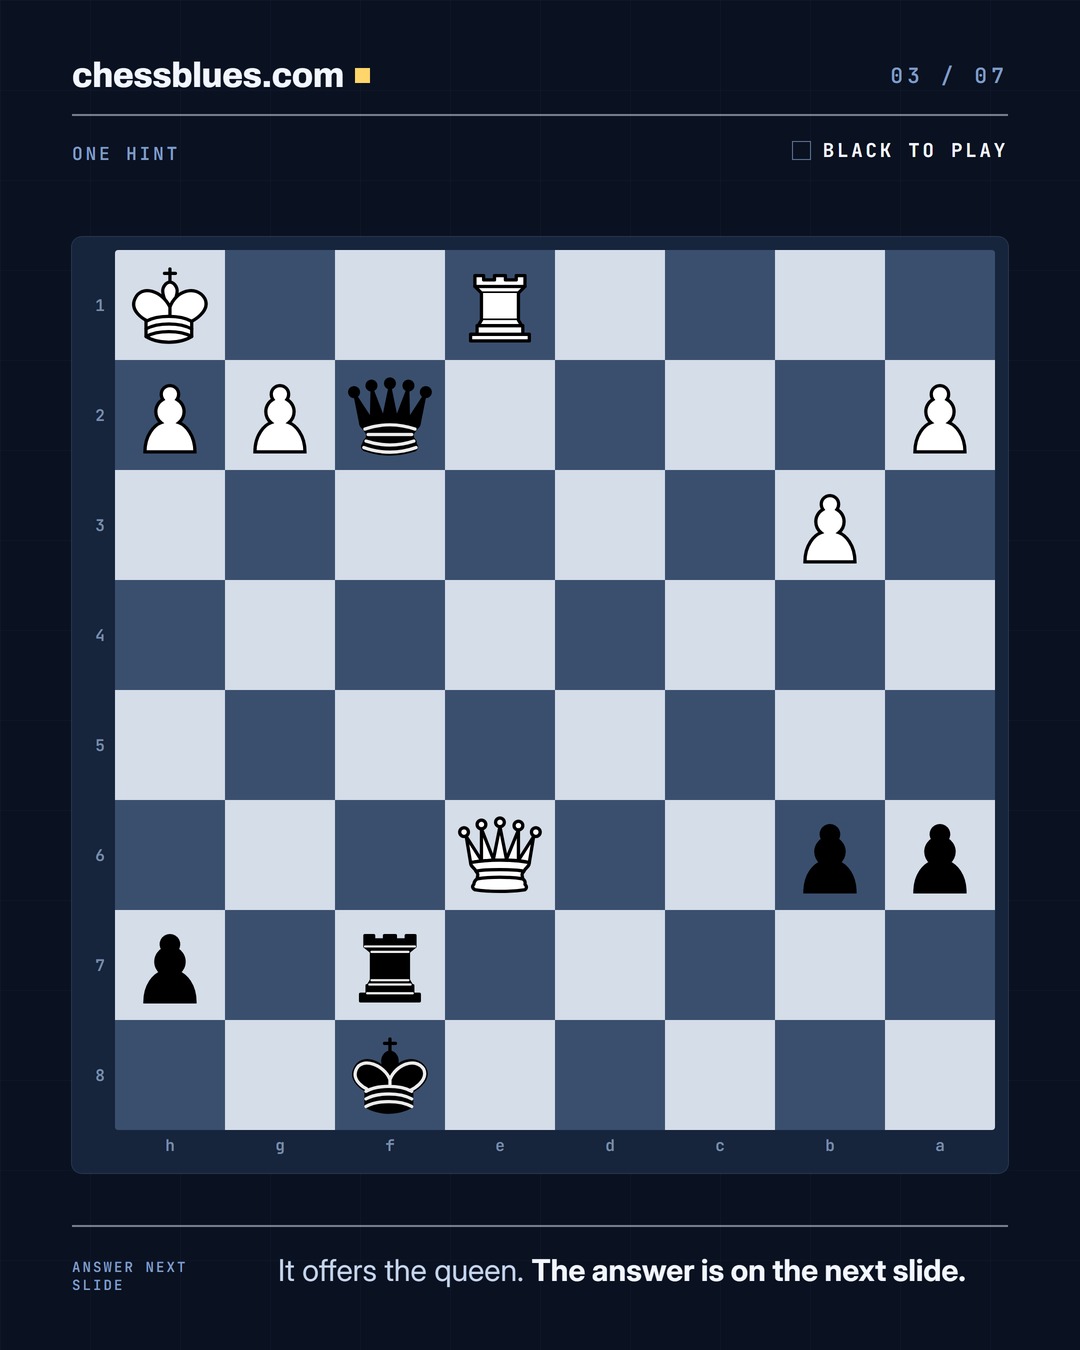 chessblues.com
03 / 07
ONE HINT
BLACK TO PLAY
1
2
3
4
5
6
7
8
h g f e d c b a
ANSWER NEXT
SLIDE
It offers the queen. The answer is on the next slide.